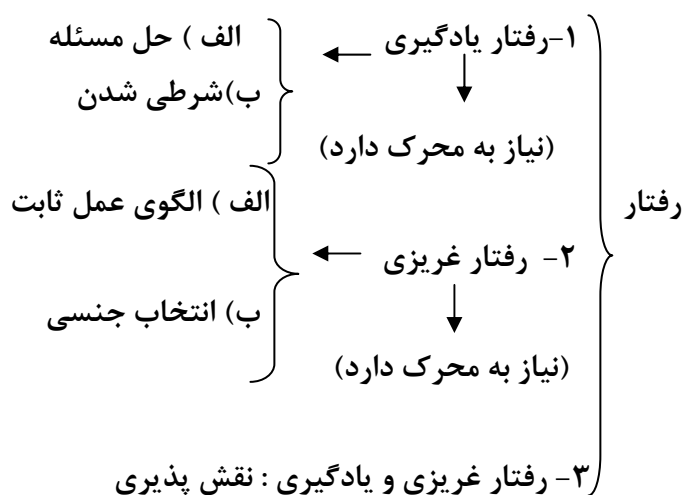 رفتار
۱-رفتار یادگیری
(نیاز به محرک دارد)
الف ) حل مسئله
ب)شرطی شدن
۲- رفتار غریزی
(نیاز به محرک دارد)
الف ) الگوی عمل ثابت
ب) انتخاب جنسی
۳- رفتار غریزی و یادگیری : نقش پذیری